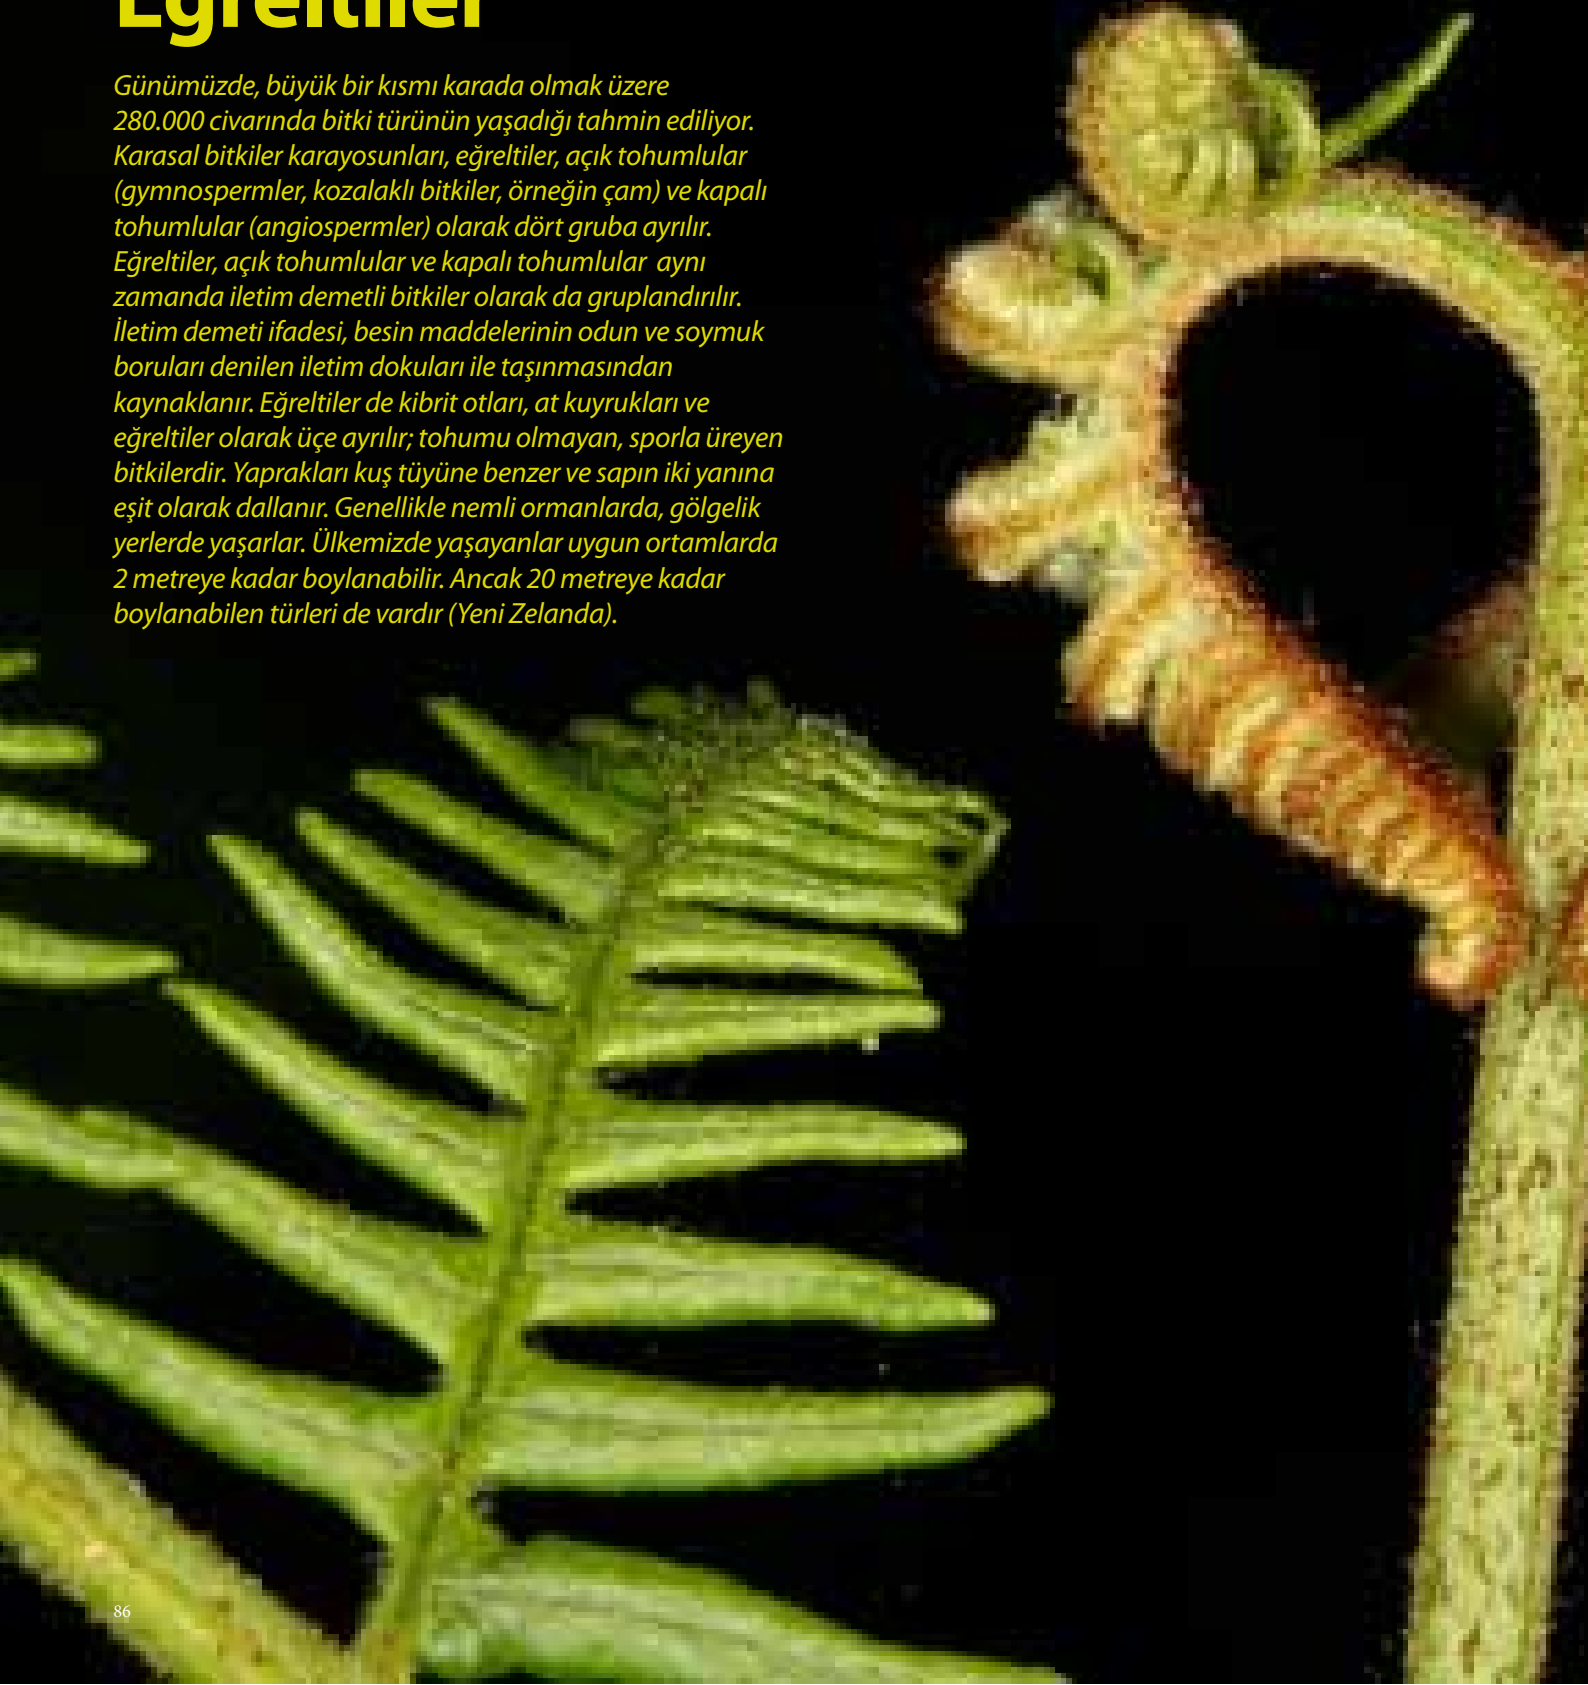 Eğreltiler
Günümüzde, büyük bir kısmı karada olmak üzere
280.000 civarında bitki türünün yaşadığı tahmin ediliyor.
Karasal bitkiler karayosunları, eğreltiler, açık tohumlular
(gymnospermler, kozalaklı bitkiler, örneğin çam) ve kapalı
tohumlular (angiospermler) olarak dört gruba ayrılır.
Eğreltiler, açık tohumlular ve kapalı tohumlular aynı
zamanda iletim demetli bitkiler olarak da gruplandırılır.
İletim demeti ifadesi, besin maddelerinin odun ve soymuk
boruları denilen iletim dokuları ile taşınmasından
kaynaklanır. Eğreltiler de kibrit otları, at kuyrukları ve
eğreltiler olarak üçe ayrılır; tohumu olmayan, sporla üreyen
bitkilerdir. Yaprakları kuş tüyüne benzer ve sapın iki yanına
eşit olarak dallanır. Genellikle nemli ormanlarda, gölgelik
yerlerde yaşarlar. Ülkemizde yaşayanlar uygun ortamlarda
2 metreye kadar boylanabilir. Ancak 20 metreye kadar
boylanabilen türleri de vardır (Yeni Zelanda).
86